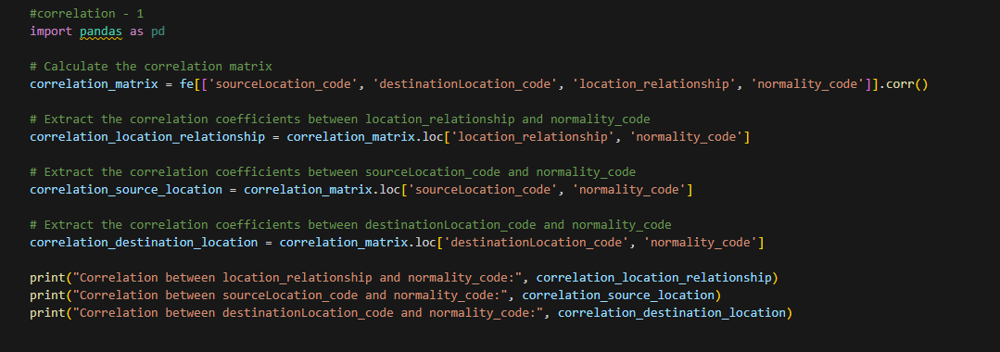 #correlation - 1
import pandas as pd
# Calculate the correlation matrix
correlation_matrix = fe[['sourceLocation_code', 'destinationLocation_code', 'location_relationship', 'normality_code']].corr()
# Extract the correlation coefficients between location_relationship and normality_code
correlation_location_relationship = correlation_matrix.loc['location_relationship', 'normality_code']
# Extract the correlation coefficients between sourceLocation_code and normality_code
correlation_source_location = correlation_matrix.loc['sourceLocation_code', 'normality_code']
# Extract the correlation coefficients between destinationLocation_code and normality_code
correlation_destination_location = correlation_matrix.loc['destinationLocation_code', 'normality_code']
print("Correlation between location_relationship and normality_code:", correlation_location_relationship)
print("Correlation between sourceLocation_code and normality_code:", correlation_source_location)
print("Correlation between destinationLocation_code and normality_code:", correlation_destination_location)